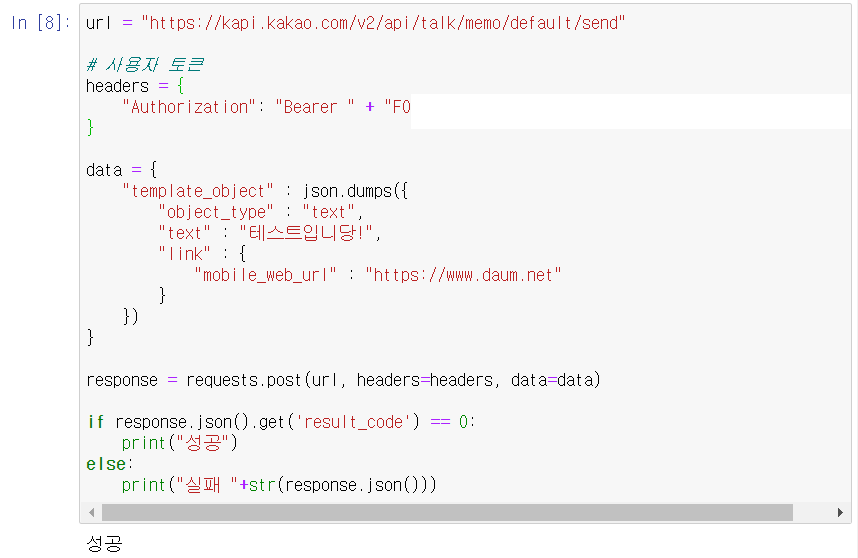 In [8]:
url = "https://kapi.kakao.com/v2/api/talk/memo/default/send"
# 사용자 토큰
headers = {
    "Authorization": "Bearer " + "FO
}
data = {
    "template_object" : json.dumps({
        "object_type" : "text",
        "text" : "테스트입니당!",
        "link" : {
            "mobile_web_url" : "https://www.daum.net"
        }
    })
}
response = requests.post(url, headers=headers, data=data)
if response.json().get('result_code') == 0:
    print("성공")
else:
    print("실패 "+str(response.json()))
성공